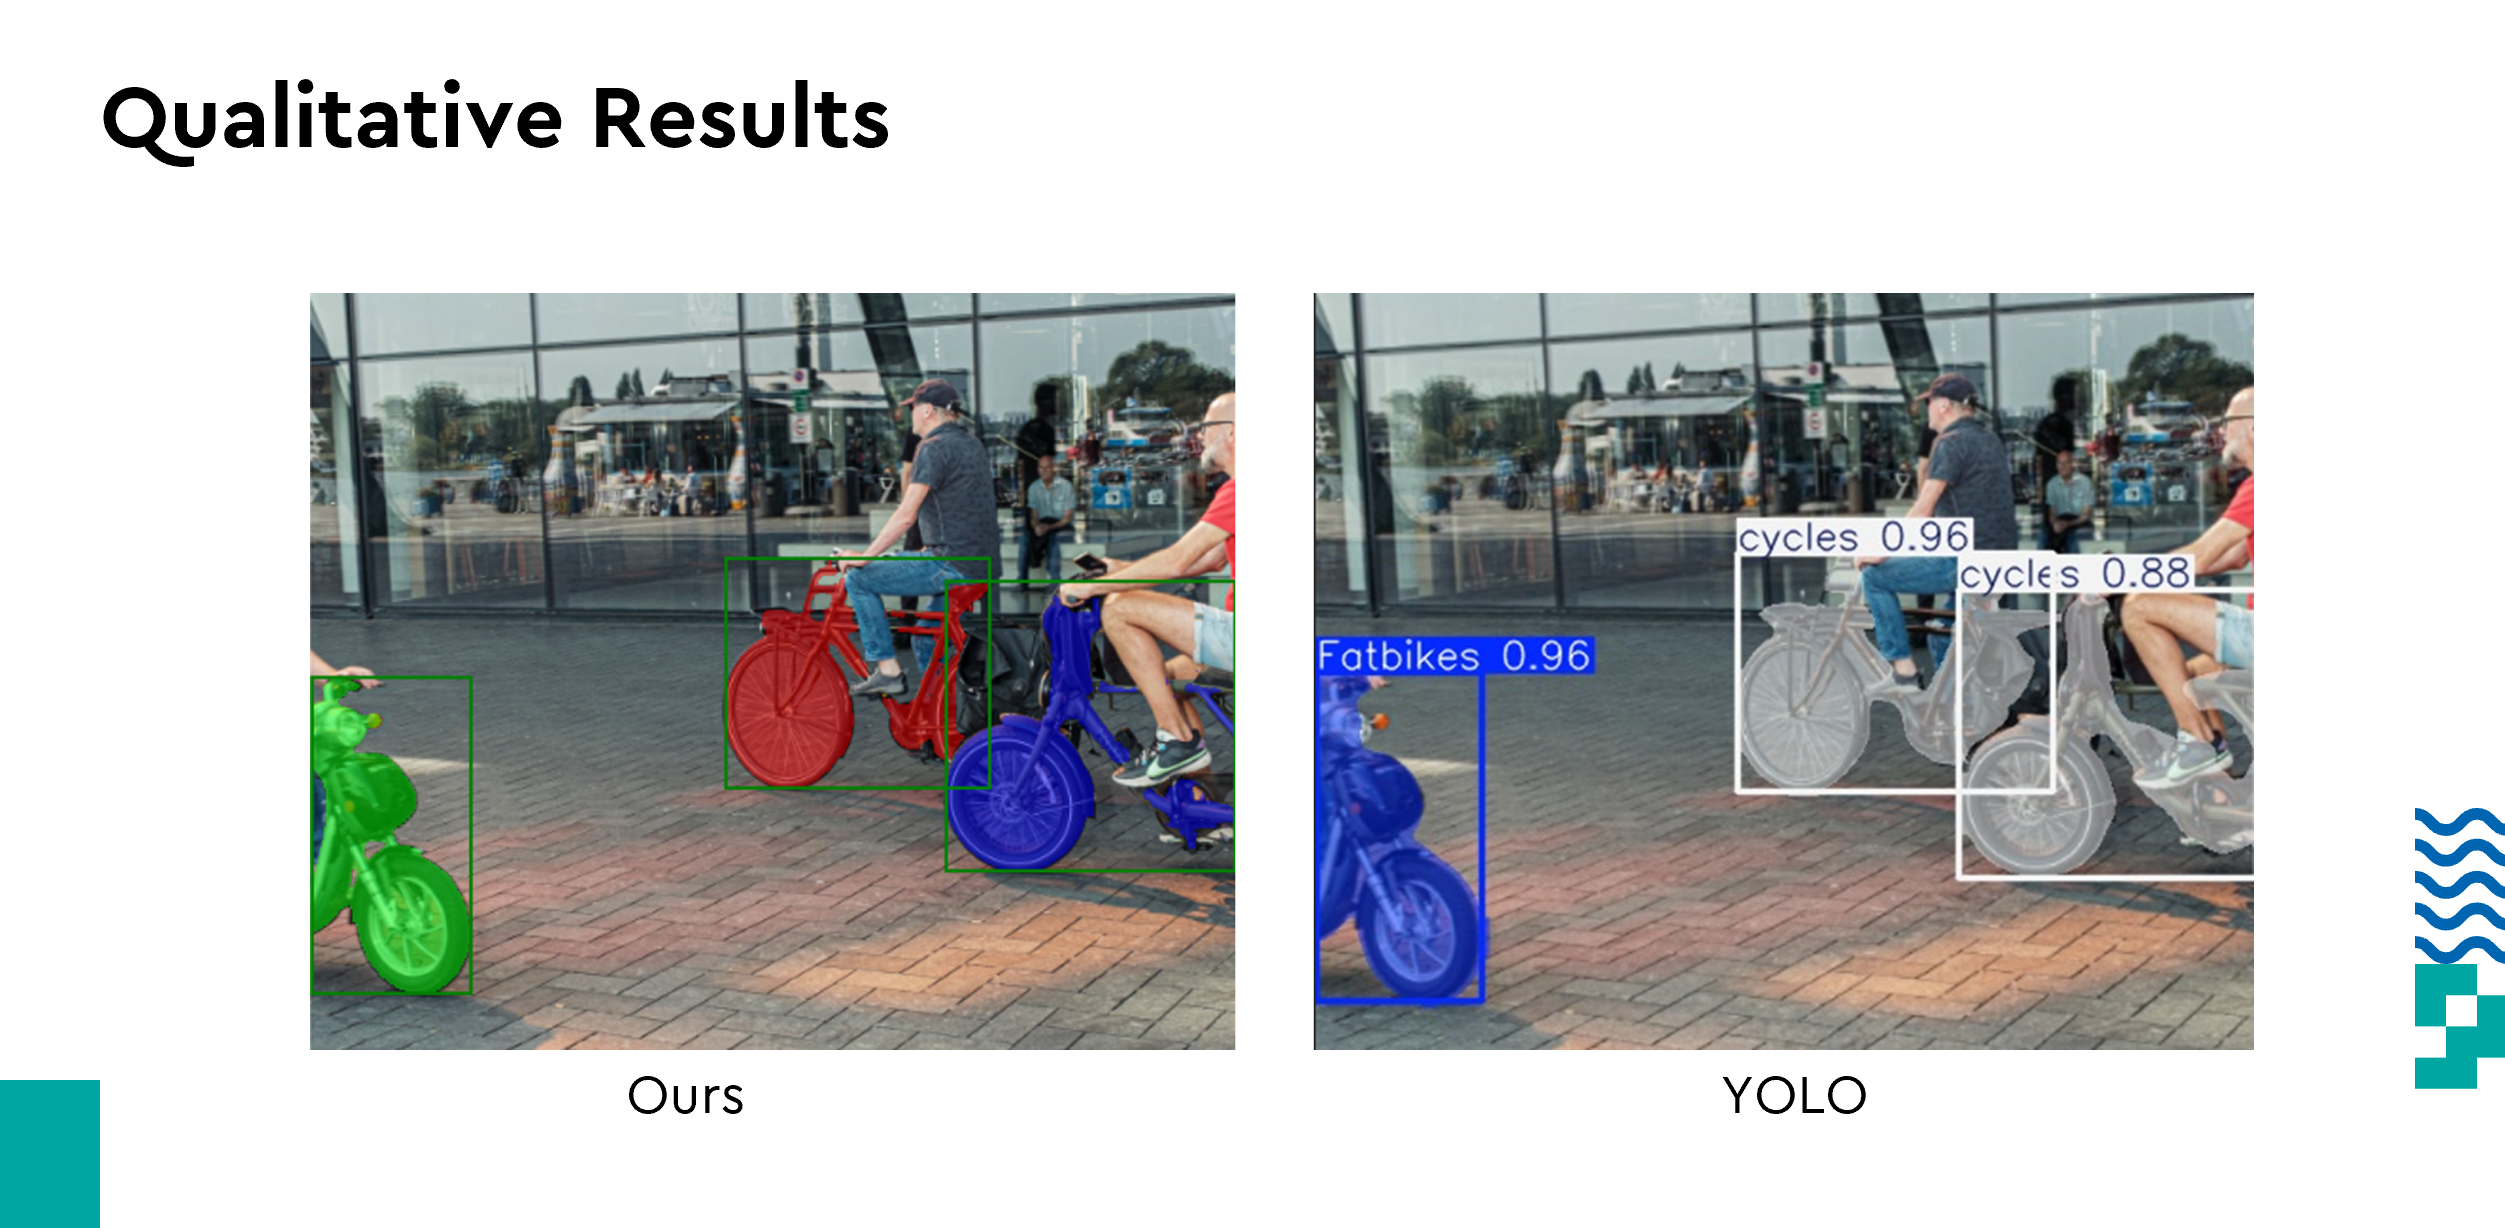 Qualitative Results
cycles 0.96
cycles 0.88
Fatbikes 0.96
Ours
YOLO